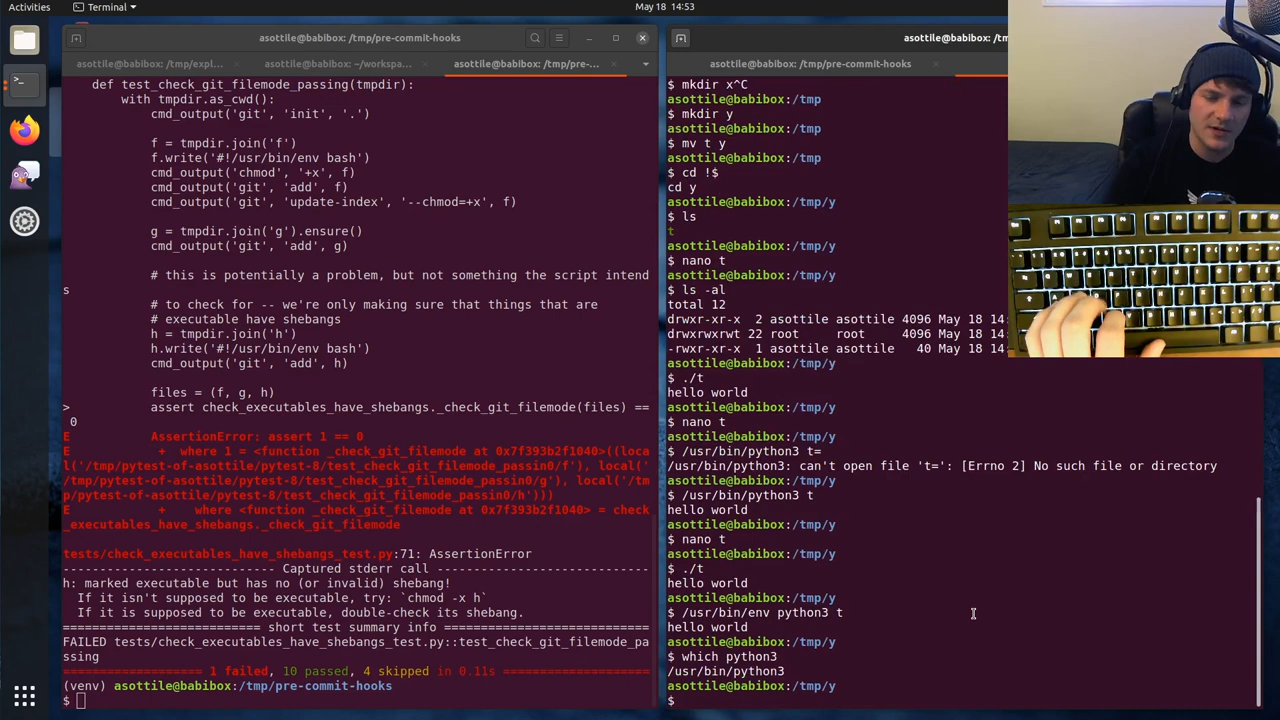 Activities
Terminal
May 18 14:53
asottile@babibox: /tmp/pre-commit-hooks
asottile@babibox: /tmp/expl...
asottile@babibox: ~/workspa...
asottile@babibox: /tmp/pre-...
def test_check_git_filemode_passing(tmpdir):
with tmpdir.as_cwd():
cmd_output('git', 'init', '.')
f = tmpdir.join('f')
f.write('#!/usr/bin/env bash')
cmd_output('chmod', '+x', f)
cmd_output('git', 'add', f)
cmd_output('git', 'update-index', '--chmod=+x', f)
g = tmpdir.join('g').ensure()
cmd_output('git', 'add', g)
# this is potentially a problem, but not something the script intend
s
# to check for -- we're only making sure that things that are
# executable have shebangs
h = tmpdir.join('h')
h.write('#!/usr/bin/env bash')
cmd_output('git', 'add', h)
files = (f, g, h)
> assert check_executables_have_shebangs._check_git_filemode(files) ==
0
E AssertionError: assert 1 == 0
E + where 1 = <function _check_git_filemode at 0x7f393b2f1040>((loca
l('/tmp/pytest-of-asottile/pytest-8/test_check_git_filemode_passin0/f'), local('
/tmp/pytest-of-asottile/pytest-8/test_check_git_filemode_passin0/g'), local('/tm
p/pytest-of-asottile/pytest-8/test_check_git_filemode_passin0/h')))
E + where <function _check_git_filemode at 0x7f393b2f1040> = check
_executables_have_shebangs._check_git_filemode
tests/check_executables_have_shebangs_test.py:71: AssertionError
----------------------------- Captured stderr call -----------------------------
h: marked executable but has no (or invalid) shebang!
If it isn't supposed to be executable, try: `chmod -x h`
If it is supposed to be executable, double-check its shebang.
=========================== short test summary info ============================
FAILED tests/check_executables_have_shebangs_test.py::test_check_git_filemode_pa
ssing
=================== 1 failed, 10 passed, 4 skipped in 0.11s ====================
(venv) asottile@babibox:/tmp/pre-commit-hooks
$
asottile@babibox: /tm
asottile@babibox: /tmp/pre-commit-hooks
$ mkdir x^C
asottile@babibox:/tmp
$ mkdir y
asottile@babibox:/tmp
$ mv t y
asottile@babibox:/tmp
$ cd !$
cd y
asottile@babibox:/tmp/y
$ ls
t
asottile@babibox:/tmp/y
$ nano t
asottile@babibox:/tmp/y
$ ls -al
total 12
drwxr-xr-x 2 asottile asottile 4096 May 18 14:
drwxrwxrwt 22 root root 4096 May 18 14:
-rwxr-xr-x 1 asottile asottile 40 May 18 14:
asottile@babibox:/tmp/y
$ ./t
hello world
asottile@babibox:/tmp/y
$ nano t
asottile@babibox:/tmp/y
$ /usr/bin/python3 t=
/usr/bin/python3: can't open file 't=': [Errno 2] No such file or directory
asottile@babibox:/tmp/y
$ /usr/bin/python3 t
hello world
asottile@babibox:/tmp/y
$ nano t
asottile@babibox:/tmp/y
$ ./t
hello world
asottile@babibox:/tmp/y
$ /usr/bin/env python3 t
hello world
asottile@babibox:/tmp/y
$ which python3
/usr/bin/python3
asottile@babibox:/tmp/y
$